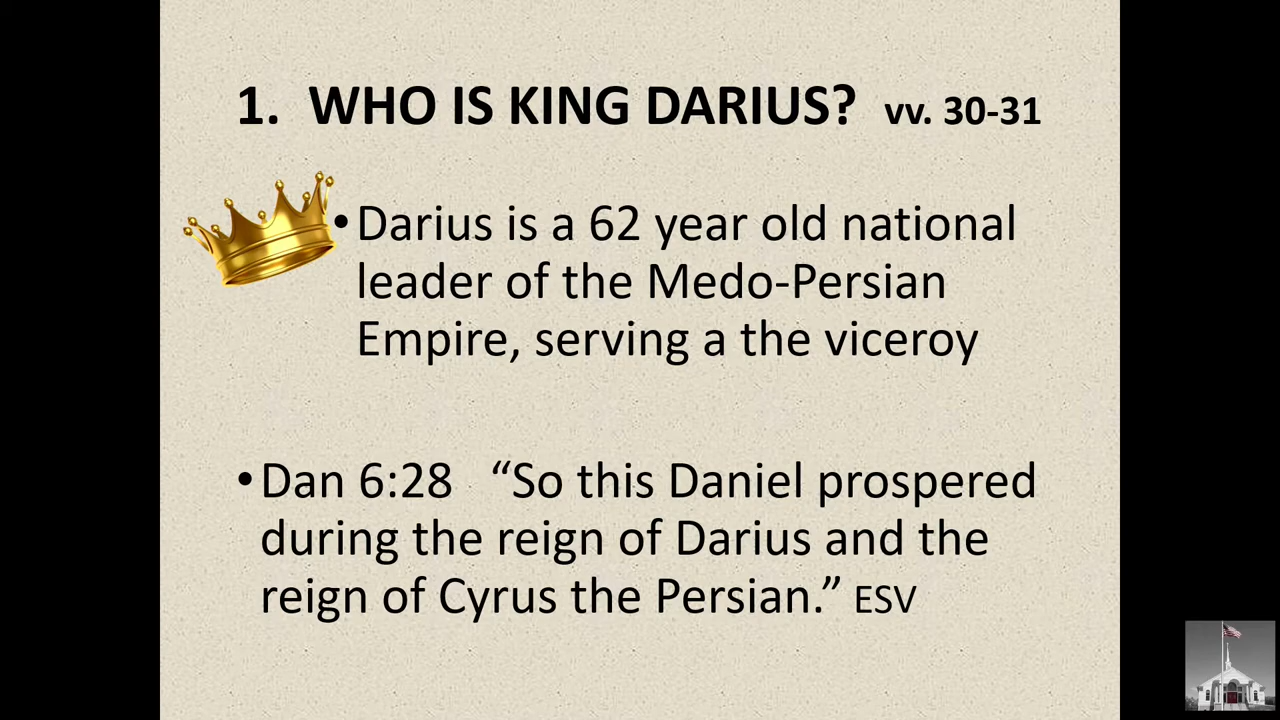 1. WHO IS KING DARIUS? vv. 30-31
•Darius is a 62 year old national
leader of the Medo-Persian
Empire, serving a the viceroy
•Dan 6:28 “So this Daniel prospered
during the reign of Darius and the
reign of Cyrus the Persian.” ESV